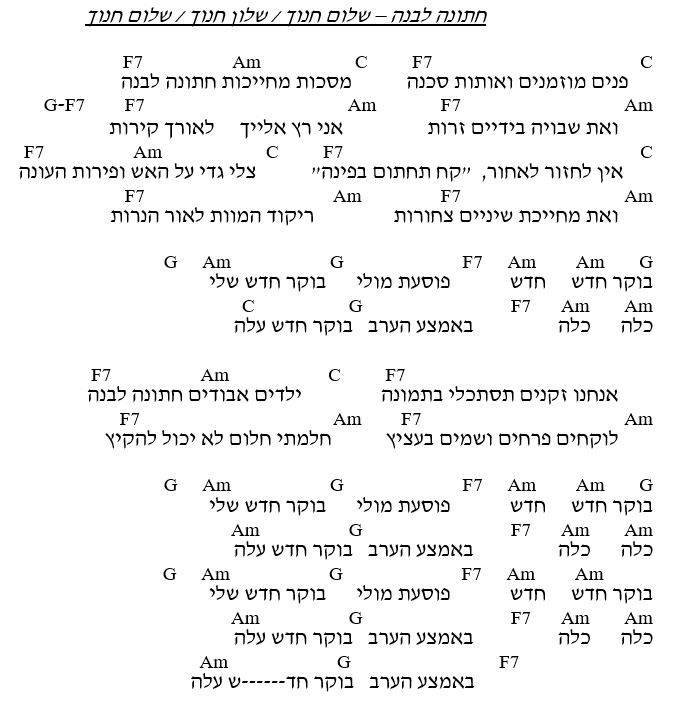 חתונה לבנה – שלום חנוך / שלון חנוך / שלום חנוך
C F7 C Am F7
פנים מוזמנים ואותות סכנה מסכות מחייכות חתונה לבנה
Am F7 Am F7 G-F7
ואת שבויה בידיים זרות אני רץ אלייך לאורך קירות
C F7 C Am F7
אין לחזור לאחור, "קח תחתום בפינה" צלי גדי על האש ופירות העונה
Am F7 Am F7
ואת מחייכת שיניים צחורות ריקוד המוות לאור הנרות
G Am Am F7 G Am G
בוקר חדש חדש פוסעת מולי בוקר חדש שלי
Am Am F7 G C
כלה כלה באמצע הערב בוקר חדש עלה
F7 C Am F7
אנחנו זקנים תסתכלי בתמונה ילדים אבודים חתונה לבנה
Am F7 Am F7
לוקחים פרחים ושמים בעציץ חלמתי חלום לא יכול להקיץ
G Am Am F7 G Am G
בוקר חדש חדש פוסעת מולי בוקר חדש שלי
Am Am F7 G Am
כלה כלה באמצע הערב בוקר חדש עלה
Am Am F7 G Am G
בוקר חדש חדש פוסעת מולי בוקר חדש שלי
Am Am F7 G Am
כלה כלה באמצע הערב בוקר חדש עלה
F7 G Am
באמצע הערב בוקר חד------ש עלה